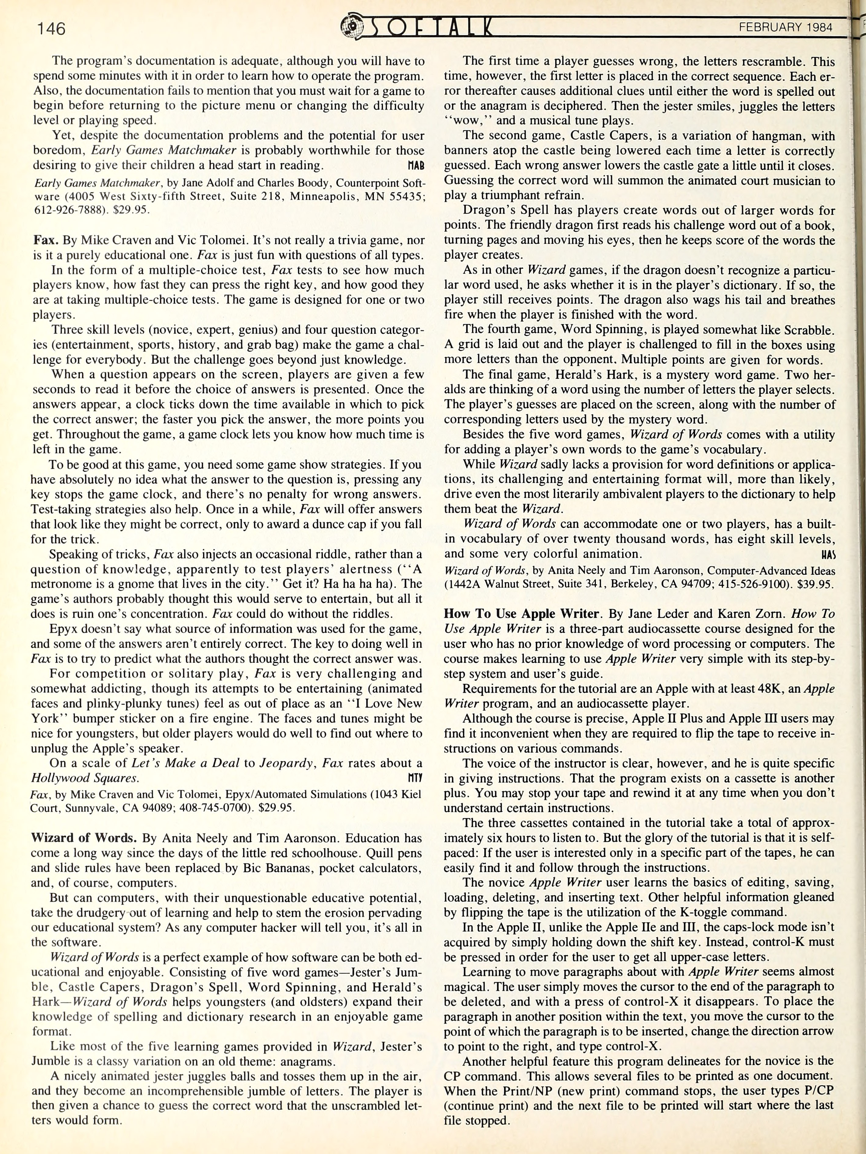 146
SOFTALK
FEBRUARY 1984
The program's documentation is adequate, although you will have to
spend some minutes with it in order to learn how to operate the program.
Also, the documentation fails to mention that you must wait for a game to
begin before returning to the picture menu or changing the difficulty
level or playing speed.
Yet, despite the documentation problems and the potential for user
boredom, Early Games Matchmaker is probably worthwhile for those
desiring to give their children a head start in reading. MAB
Early Games Matchmaker, by Jane Adolf and Charles Boody, Counterpoint Soft-
ware (4005 West Sixty-fifth Street, Suite 218, Minneapolis, MN 55435;
612-926-7888). $29.95.
Fax. By Mike Craven and Vic Tolomei. It's not really a trivia game, nor
is it a purely educational one. Fax is just fun with questions of all types.
In the form of a multiple-choice test, Fax tests to see how much
players know, how fast they can press the right key, and how good they
are at taking multiple-choice tests. The game is designed for one or two
players.
Three skill levels (novice, expert, genius) and four question categor-
ies (entertainment, sports, history, and grab bag) make the game a chal-
lenge for everybody. But the challenge goes beyond just knowledge.
When a question appears on the screen, players are given a few
seconds to read it before the choice of answers is presented. Once the
answers appear, a clock ticks down the time available in which to pick
the correct answer; the faster you pick the answer, the more points you
get. Throughout the game, a game clock lets you know how much time is
left in the game.
To be good at this game, you need some game show strategies. If you
have absolutely no idea what the answer to the question is, pressing any
key stops the game clock, and there's no penalty for wrong answers.
Test-taking strategies also help. Once in a while, Fax will offer answers
that look like they might be correct, only to award a dunce cap if you fall
for the trick.
Speaking of tricks, Fax also injects an occasional riddle, rather than a
question of knowledge, apparently to test players' alertness (''A
metronome is a gnome that lives in the city.'' Get it? Ha ha ha ha). The
game's authors probably thought this would serve to entertain, but all it
does is ruin one's concentration. Fax could do without the riddles.
Epyx doesn't say what source of information was used for the game,
and some of the answers aren't entirely correct. The key to doing well in
Fax is to try to predict what the authors thought the correct answer was.
For competition or solitary play, Fax is very challenging and
somewhat addicting, though its attempts to be entertaining (animated
faces and plinky-plunky tunes) feel as out of place as an ''I Love New
York'' bumper sticker on a fire engine. The faces and tunes might be
nice for youngsters, but older players would do well to find out where to
unplug the Apple's speaker.
On a scale of Let's Make a Deal to Jeopardy, Fax rates about a
Hollywood Squares. MTY
Fax, by Mike Craven and Vic Tolomei, Epyx/Automated Simulations (1043 Kiel
Court, Sunnyvale, CA 94089; 408-745-0700). $29.95.
Wizard of Words. By Anita Neely and Tim Aaronson. Education has
come a long way since the days of the little red schoolhouse. Quill pens
and slide rules have been replaced by Bic Bananas, pocket calculators,
and, of course, computers.
But can computers, with their unquestionable educative potential,
take the drudgery out of learning and help to stem the erosion pervading
our educational system? As any computer hacker will tell you, it's all in
the software.
Wizard of Words is a perfect example of how software can be both ed-
ucational and enjoyable. Consisting of five word games—Jester's Jum-
ble, Castle Capers, Dragon's Spell, Word Spinning, and Herald's
Hark—Wizard of Words helps youngsters (and oldsters) expand their
knowledge of spelling and dictionary research in an enjoyable game
format.
Like most of the five learning games provided in Wizard, Jester's
Jumble is a classy variation on an old theme: anagrams.
A nicely animated jester juggles balls and tosses them up in the air,
and they become an incomprehensible jumble of letters. The player is
then given a chance to guess the correct word that the unscrambled let-
ters would form.
The first time a player guesses wrong, the letters rescramble. This
time, however, the first letter is placed in the correct sequence. Each er-
ror thereafter causes additional clues until either the word is spelled out
or the anagram is deciphered. Then the jester smiles, juggles the letters
''wow,'' and a musical tune plays.
The second game, Castle Capers, is a variation of hangman, with
banners atop the castle being lowered each time a letter is correctly
guessed. Each wrong answer lowers the castle gate a little until it closes.
Guessing the correct word will summon the animated court musician to
play a triumphant refrain.
Dragon's Spell has players create words out of larger words for
points. The friendly dragon first reads his challenge word out of a book,
turning pages and moving his eyes, then he keeps score of the words the
player creates.
As in other Wizard games, if the dragon doesn't recognize a particu-
lar word used, he asks whether it is in the player's dictionary. If so, the
player still receives points. The dragon also wags his tail and breathes
fire when the player is finished with the word.
The fourth game, Word Spinning, is played somewhat like Scrabble.
A grid is laid out and the player is challenged to fill in the boxes using
more letters than the opponent. Multiple points are given for words.
The final game, Herald's Hark, is a mystery word game. Two her-
alds are thinking of a word using the number of letters the player selects.
The player's guesses are placed on the screen, along with the number of
corresponding letters used by the mystery word.
Besides the five word games, Wizard of Words comes with a utility
for adding a player's own words to the game's vocabulary.
While Wizard sadly lacks a provision for word definitions or applica-
tions, its challenging and entertaining format will, more than likely,
drive even the most literarily ambivalent players to the dictionary to help
them beat the Wizard.
Wizard of Words can accommodate one or two players, has a built-
in vocabulary of over twenty thousand words, has eight skill levels,
and some very colorful animation. WAS
Wizard of Words, by Anita Neely and Tim Aaronson, Computer-Advanced Ideas
(1442A Walnut Street, Suite 341, Berkeley, CA 94709; 415-526-9100). $39.95.
How To Use Apple Writer. By Jane Leder and Karen Zorn. How To
Use Apple Writer is a three-part audiocassette course designed for the
user who has no prior knowledge of word processing or computers. The
course makes learning to use Apple Writer very simple with its step-by-
step system and user's guide.
Requirements for the tutorial are an Apple with at least 48K, an Apple
Writer program, and an audiocassette player.
Although the course is precise, Apple II Plus and Apple III users may
find it inconvenient when they are required to flip the tape to receive in-
structions on various commands.
The voice of the instructor is clear, however, and he is quite specific
in giving instructions. That the program exists on a cassette is another
plus. You may stop your tape and rewind it at any time when you don't
understand certain instructions.
The three cassettes contained in the tutorial take a total of approx-
imately six hours to listen to. But the glory of the tutorial is that it is self-
paced: If the user is interested only in a specific part of the tapes, he can
easily find it and follow through the instructions.
The novice Apple Writer user learns the basics of editing, saving,
loading, deleting, and inserting text. Other helpful information gleaned
by flipping the tape is the utilization of the K-toggle command.
In the Apple II, unlike the Apple IIe and III, the caps-lock mode isn't
acquired by simply holding down the shift key. Instead, control-K must
be pressed in order for the user to get all upper-case letters.
Learning to move paragraphs about with Apple Writer seems almost
magical. The user simply moves the cursor to the end of the paragraph to
be deleted, and with a press of control-X it disappears. To place the
paragraph in another position within the text, you move the cursor to the
point of which the paragraph is to be inserted, change the direction arrow
to point to the right, and type control-X.
Another helpful feature this program delineates for the novice is the
CP command. This allows several files to be printed as one document.
When the Print/NP (new print) command stops, the user types P/CP
(continue print) and the next file to be printed will start where the last
file stopped.